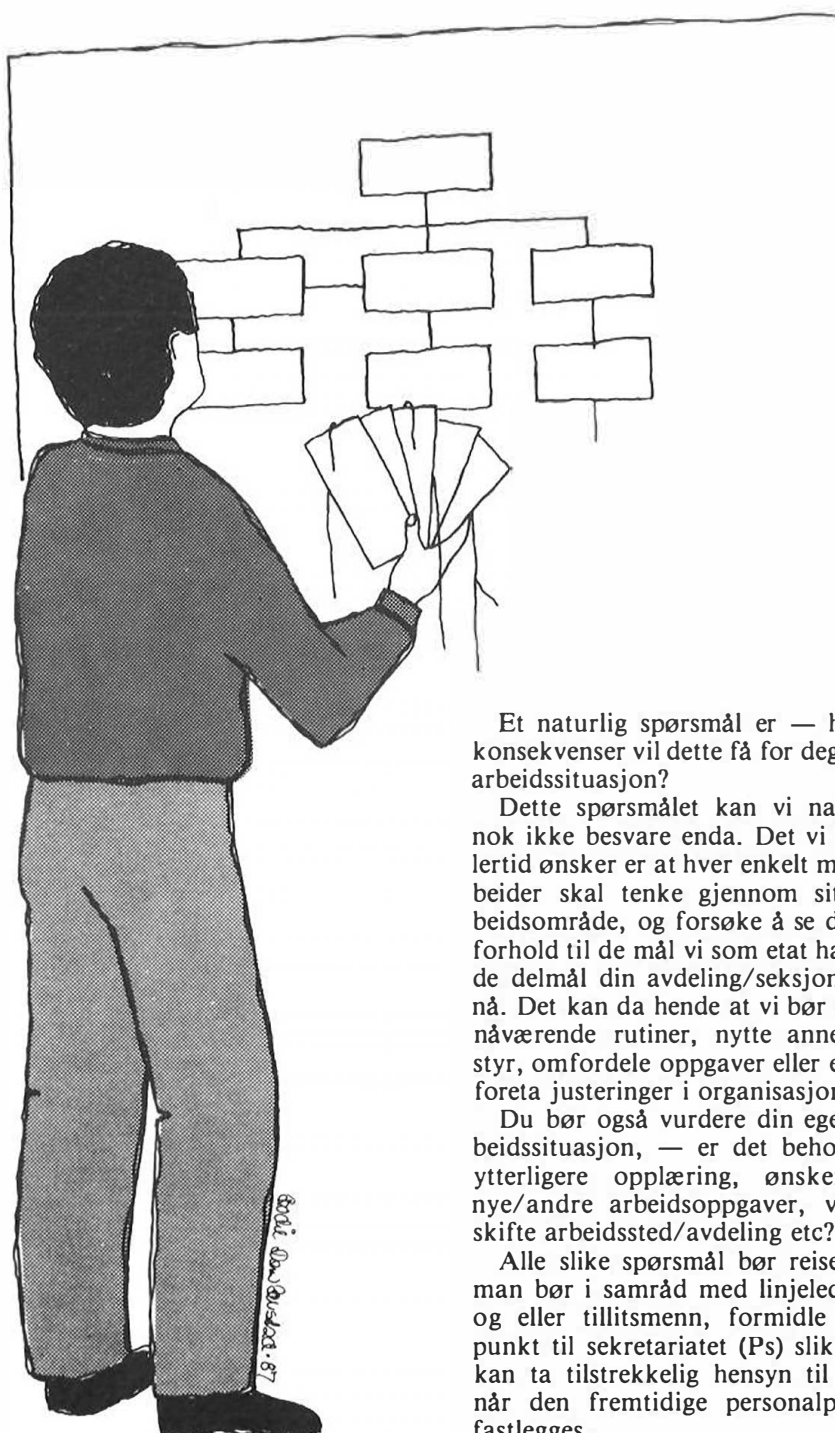 Et naturlig spørsmål er — h
konsekvenser vil dette få for deg
arbeidssituasjon?
Dette spørsmålet kan vi na
nok ikke besvare enda. Det vi
lertid ønsker er at hver enkelt m
beider skal tenke gjennom sit
beidsområde, og forsøke å se d
forhold til de mål vi som etat ha
de delmål din avdeling/seksjon
nå. Det kan da hende at vi bør
nåværende rutiner, nytte anne
styr, omfordele oppgaver eller e
foreta justeringer i organisasjon
Du bør også vurdere din ege
beidssituasjon, — er det beho
ytterligere opplæring, ønske
nye/andre arbeidsoppgaver, v
skifte arbeidssted/avdeling etc?
Alle slike spørsmål bør reise
man bør i samråd med linjeled
og eller tillitsmenn, formidle
punkt til sekretariatet (Ps) slik
kan ta tilstrekkelig hensyn til
når den fremtidige personalp
fastlegges.
87